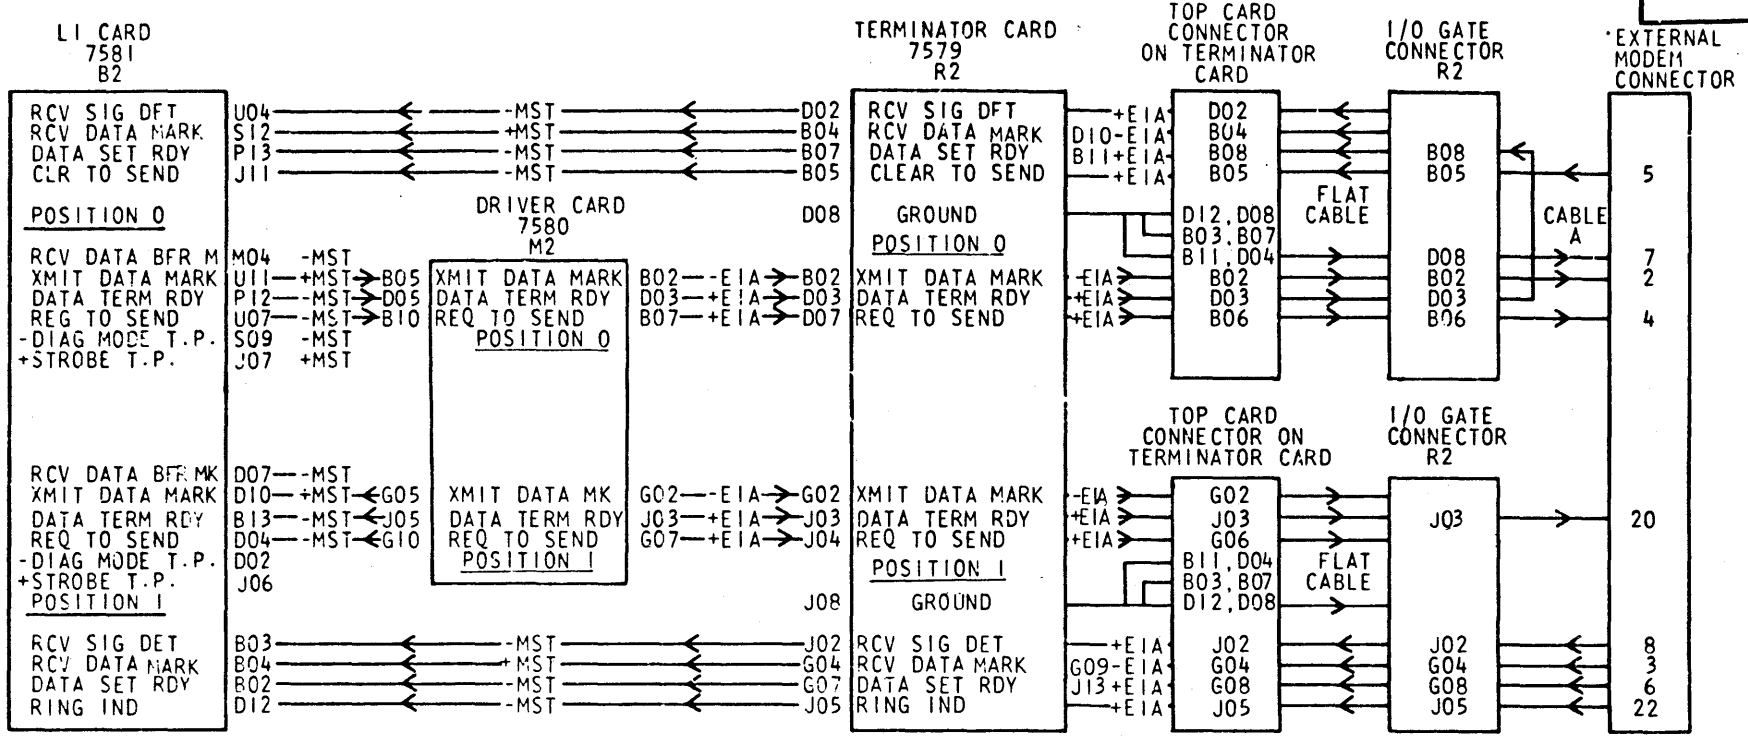 LI CARD
7581
B2
TERMINATOR CARD
7579
R2
TOP CARD
CONNECTOR
ON TERMINATOR
CARD
I/O GATE
CONNECTOR
R2
EXTERNAL
MODEM
CONNECTOR
RCV SIG DFT U04 -MST D02 RCV SIG DFT +EIA D02
RCV DATA MARK S12 +MST B04 RCV DATA MARK D10-EIA B04
DATA SET RDY P13 -MST B07 DATA SET RDY B11+EIA B08 B08
CLR TO SEND J11 -MST B05 CLEAR TO SEND +EIA B05 B05 5
FLAT
CABLE
CABLE
A
POSITION 0
DRIVER CARD
7580
M2
D08 GROUND D12,D08
POSITION 0 B03,B07
RCV DATA BFR M M04 -MST B11,D04 D08 7
XMIT DATA MARK U11 +MST B05 XMIT DATA MARK B02 -EIA B02 XMIT DATA MARK -EIA B02 B02 2
DATA TERM RDY P12 -MST D05 DATA TERM RDY D03 +EIA D03 DATA TERM RDY +EIA D03 D03
REG TO SEND U07 -MST B10 REQ TO SEND B07 +EIA D07 REQ TO SEND +EIA B06 B06 4
-DIAG MODE T.P. S09 -MST POSITION 0
+STROBE T.P. J07 +MST
TOP CARD
CONNECTOR ON
TERMINATOR CARD
I/O GATE
CONNECTOR
R2
RCV DATA BFR MK D07 -MST
XMIT DATA MARK D10 +MST G05 XMIT DATA MK G02 -EIA G02 XMIT DATA MARK -EIA G02
DATA TERM RDY B13 -MST J05 DATA TERM RDY J03 +EIA J03 DATA TERM RDY +EIA J03 J03 20
REQ TO SEND D04 -MST G10 REQ TO SEND G07 +EIA J04 REQ TO SEND +EIA G06
-DIAG MODE T.P. D02 POSITION 1 POSITION 1 B11,D04
+STROBE T.P. J06 B03,B07
FLAT
CABLE
POSITION 1 J08 GROUND D12,D08
RCV SIG DET B03 -MST J02 RCV SIG DET +EIA J02 J02 8
RCV DATA MARK B04 +MST G04 RCV DATA MARK G09-EIA G04 G04 3
DATA SET RDY B02 -MST G07 DATA SET RDY J13+EIA G08 G08 6
RING IND D12 -MST J05 RING IND +EIA J05 J05 22